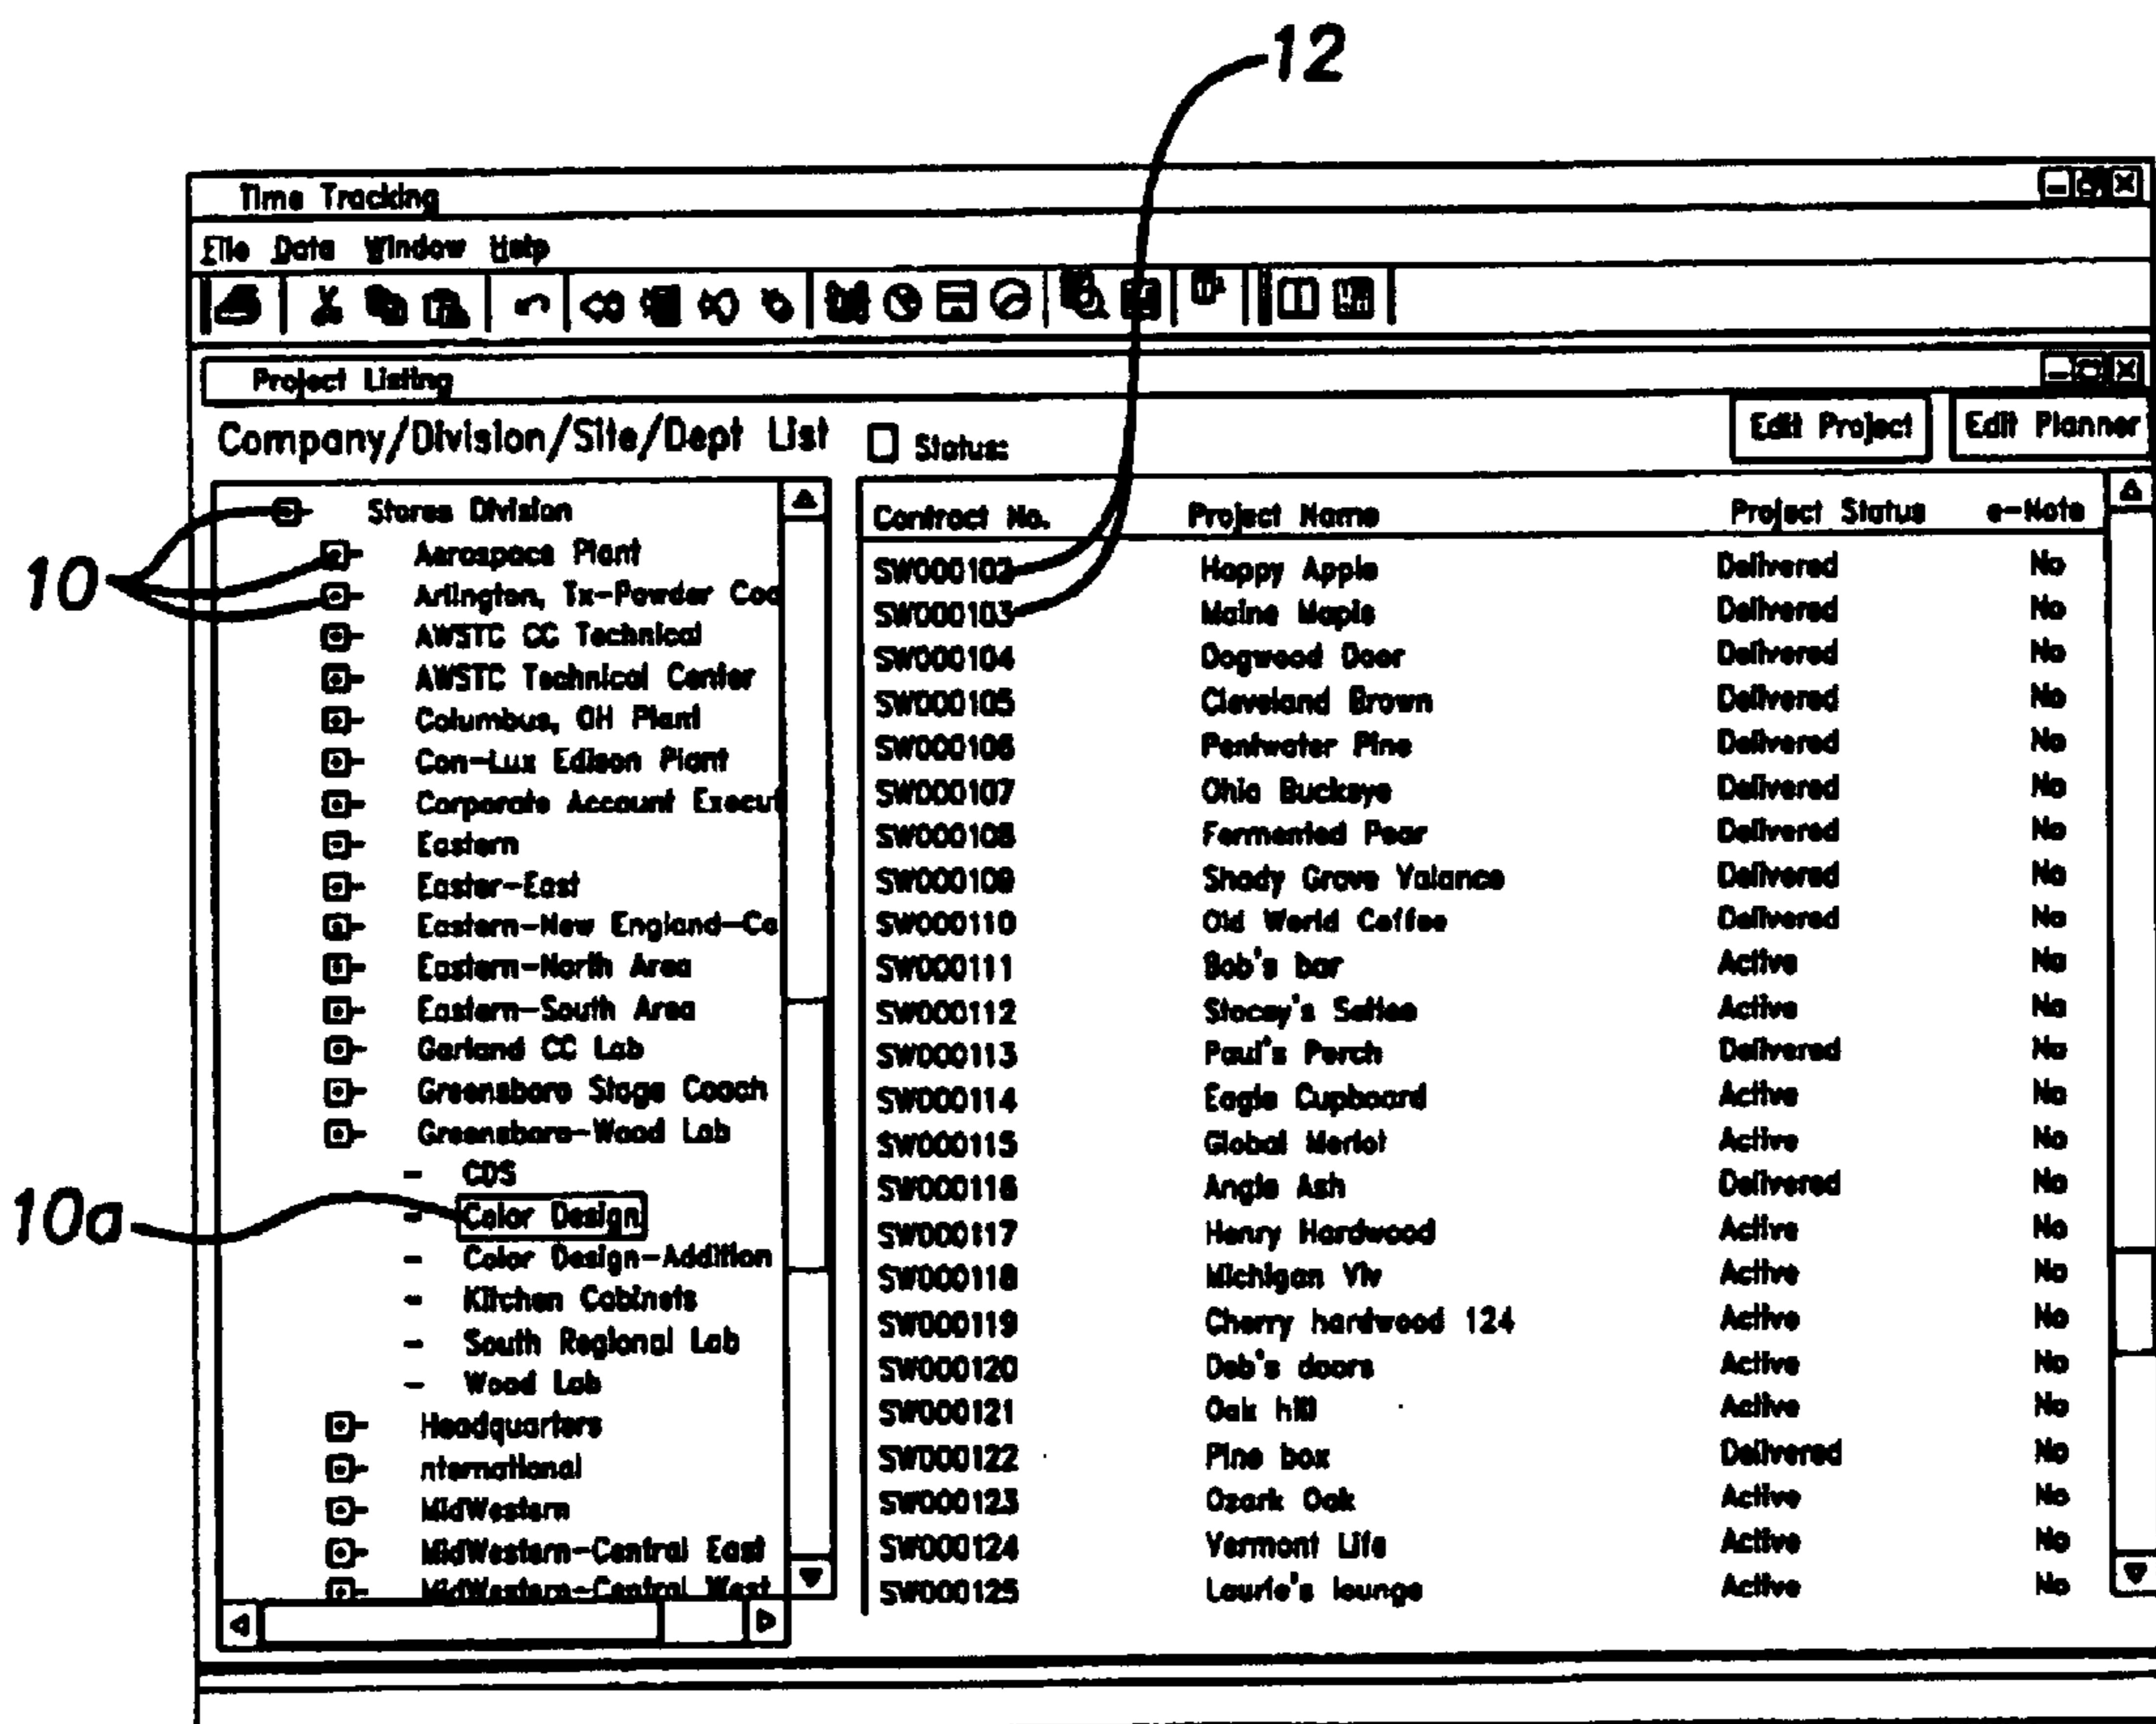 12
Time Tracking
File Data Window Help
Project Listing
Company/Division/Site/Dept List
Status:
Edit Project
Edit Planner
10
Stores Division
Aerospace Plant
Arlington, Tx-Powder Coa
AWSTC CC Technical
AWSTC Technical Center
Columbus, OH Plant
Con-Lux Edison Plant
Corporate Account Execut
Eastern
Easter-East
Eastern-New England-Co
Eastern-North Area
Eastern-South Area
Garland CC Lab
Greensboro Stage Coach
Greensboro-Wood Lab
- CDS
10a
- Color Design
- Color Design-Addition
- Kitchen Cabinets
- South Regional Lab
- Wood Lab
Headquarters
nternational
MidWestern
MidWestern-Central East
MidWestern-Central West
Contract No. Project Name Project Status e-Note
SW000102 Happy Apple Delivered No
SW000103 Maine Maple Delivered No
SW000104 Dogwood Door Delivered No
SW000105 Cleveland Brown Delivered No
SW000106 Pentwater Pine Delivered No
SW000107 Ohio Buckeye Delivered No
SW000108 Fermented Pear Delivered No
SW000109 Shady Grove Valance Delivered No
SW000110 Old World Coffee Delivered No
SW000111 Bob's bar Active No
SW000112 Stacey's Settee Active No
SW000113 Paul's Perch Delivered No
SW000114 Eagle Cupboard Active No
SW000115 Global Merlot Active No
SW000116 Angle Ash Delivered No
SW000117 Henry Hardwood Active No
SW000118 Michigan Viv Active No
SW000119 Cherry hardwood 124 Active No
SW000120 Deb's doors Active No
SW000121 Oak hill Active No
SW000122 Pine box Delivered No
SW000123 Ozark Oak Active No
SW000124 Vermont Life Active No
SW000125 Laurie's lounge Active No